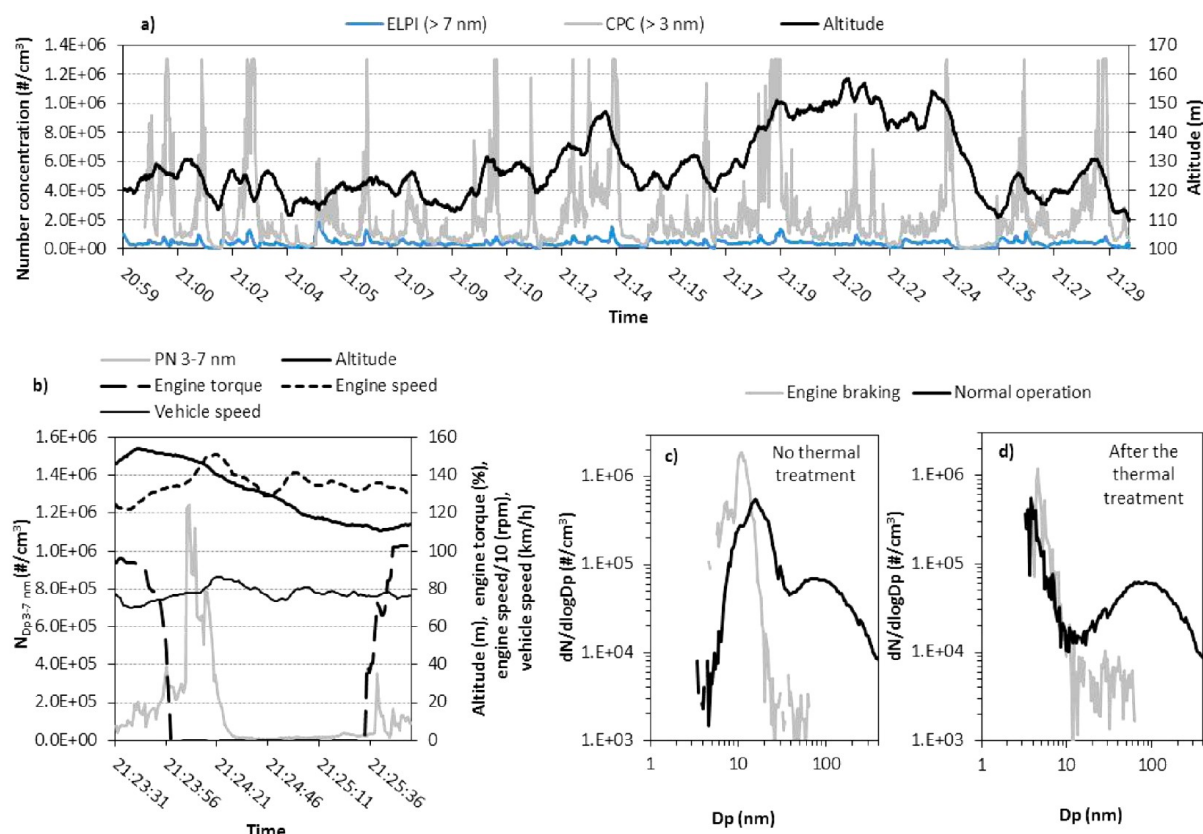 a)
ELPI (> 7 nm) CPC (> 3 nm) Altitude
Number concentration (#/cm³)
1.4E+06
1.2E+06
1.0E+06
8.0E+05
6.0E+05
4.0E+05
2.0E+05
0.0E+00
170
160
150
140
130
120
110
100
Altitude (m)
20:59 21:00 21:02 21:04 21:05 21:07 21:09 21:10 21:12 21:14 21:15 21:17 21:19 21:20 21:22 21:24 21:25 21:27 21:29
Time
b)
PN 3-7 nm Altitude
Engine torque Engine speed
Vehicle speed
N Dp 3-7 nm (#/cm³)
1.6E+06
1.4E+06
1.2E+06
1.0E+06
8.0E+05
6.0E+05
4.0E+05
2.0E+05
0.0E+00
160
140
120
100
80
60
40
20
0
Altitude (m), engine torque (%),
engine speed/10 (rpm),
vehicle speed (km/h)
21:23:31 21:23:56 21:24:21 21:24:46 21:25:11 21:25:36
Time
Engine braking Normal operation
c)
No thermal
treatment
dN/dlogDp (#/cm³)
1.E+06
1.E+05
1.E+04
1.E+03
1 10 100
Dp (nm)
d)
After the
thermal
treatment
dN/dlogDp (#/cm³)
1.E+06
1.E+05
1.E+04
1.E+03
1 10 100
Dp (nm)